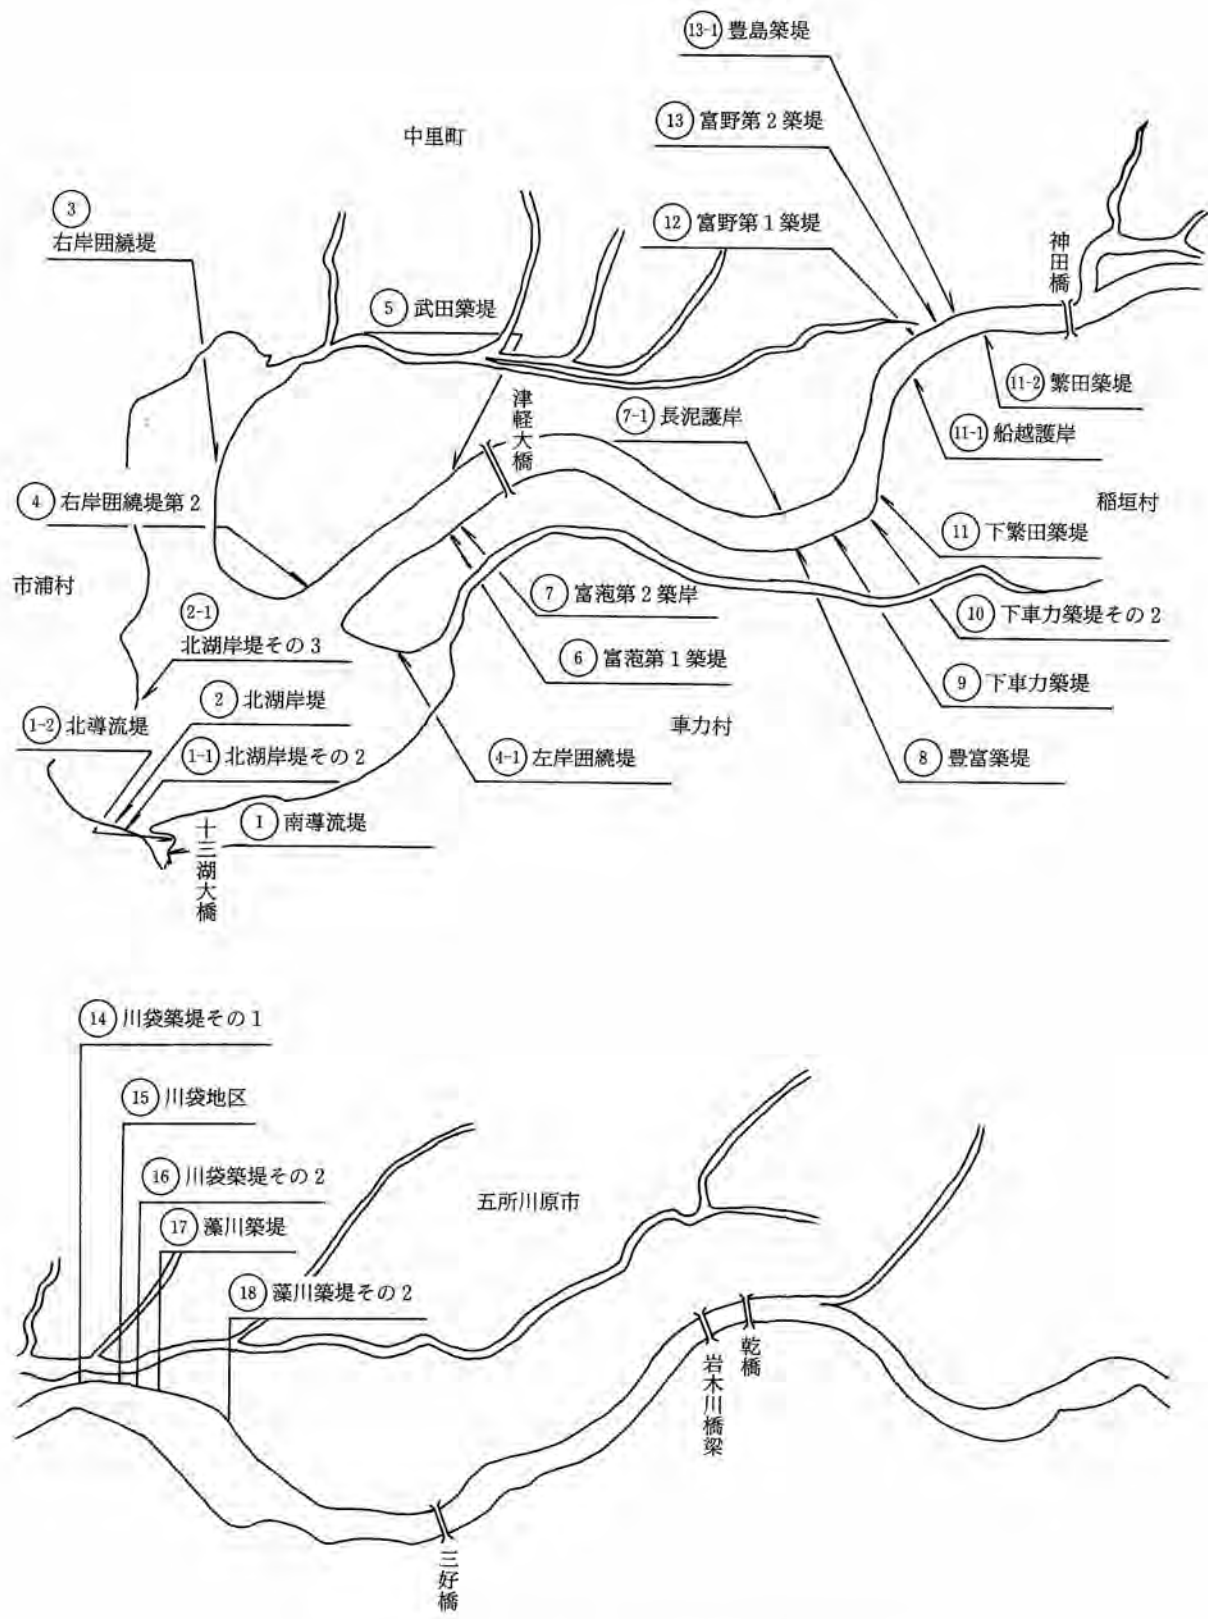 13-1 豊島築堤
13 富野第2築堤
中里町
3
右岸囲繞堤
12 富野第1築堤
神田橋
5 武田築堤
11-2 繁田築堤
津軽大橋
7-1 長泥護岸
11-1 船越護岸
4 右岸囲繞堤第2
稲垣村
11 下繁田築堤
市浦村
7 富萢第2築岸
2-1
北湖岸堤その3
10 下車力築堤その2
6 富萢第1築堤
9 下車力築堤
2 北湖岸堤
1-2 北導流堤
車力村
1-1 北湖岸堤その2
4-1 左岸囲繞堤
8 豊富築堤
1 南導流堤
十三湖大橋
14 川袋築堤その1
15 川袋地区
16 川袋築堤その2
五所川原市
17 藻川築堤
18 藻川築堤その2
乾橋
岩木川橋梁
三好橋